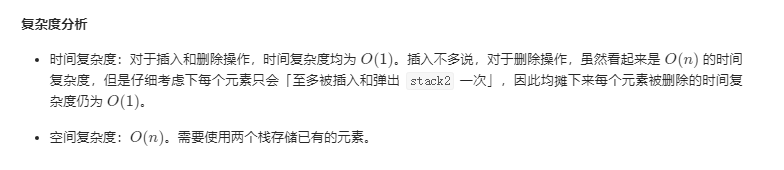 复杂度分析
• 时间复杂度：对于插入和删除操作，时间复杂度均为 O(1)。插入不多说，对于删除操作，虽然看起来是 O(n) 的时间
复杂度，但是仔细考虑下每个元素只会「至多被插入和弹出 stack2 一次」，因此均摊下来每个元素被删除的时间复
杂度仍为 O(1)。
• 空间复杂度：O(n)。需要使用两个栈存储已有的元素。